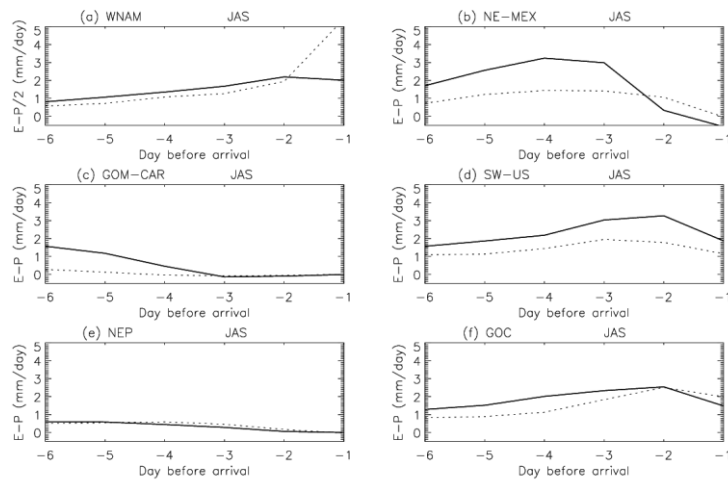 (a) WNAM JAS
E−P/2 (mm/day)
5
4
3
2
1
0
−6 −5 −4 −3 −2 −1
Day before arrival
(b) NE−MEX JAS
E−P (mm/day)
5
4
3
2
1
0
−6 −5 −4 −3 −2 −1
Day before arrival
(c) GOM−CAR JAS
E−P (mm/day)
5
4
3
2
1
0
−6 −5 −4 −3 −2 −1
Day before arrival
(d) SW−US JAS
E−P (mm/day)
5
4
3
2
1
0
−6 −5 −4 −3 −2 −1
Day before arrival
(e) NEP JAS
E−P (mm/day)
5
4
3
2
1
0
−6 −5 −4 −3 −2 −1
Day before arrival
(f) GOC JAS
E−P (mm/day)
5
4
3
2
1
0
−6 −5 −4 −3 −2 −1
Day before arrival